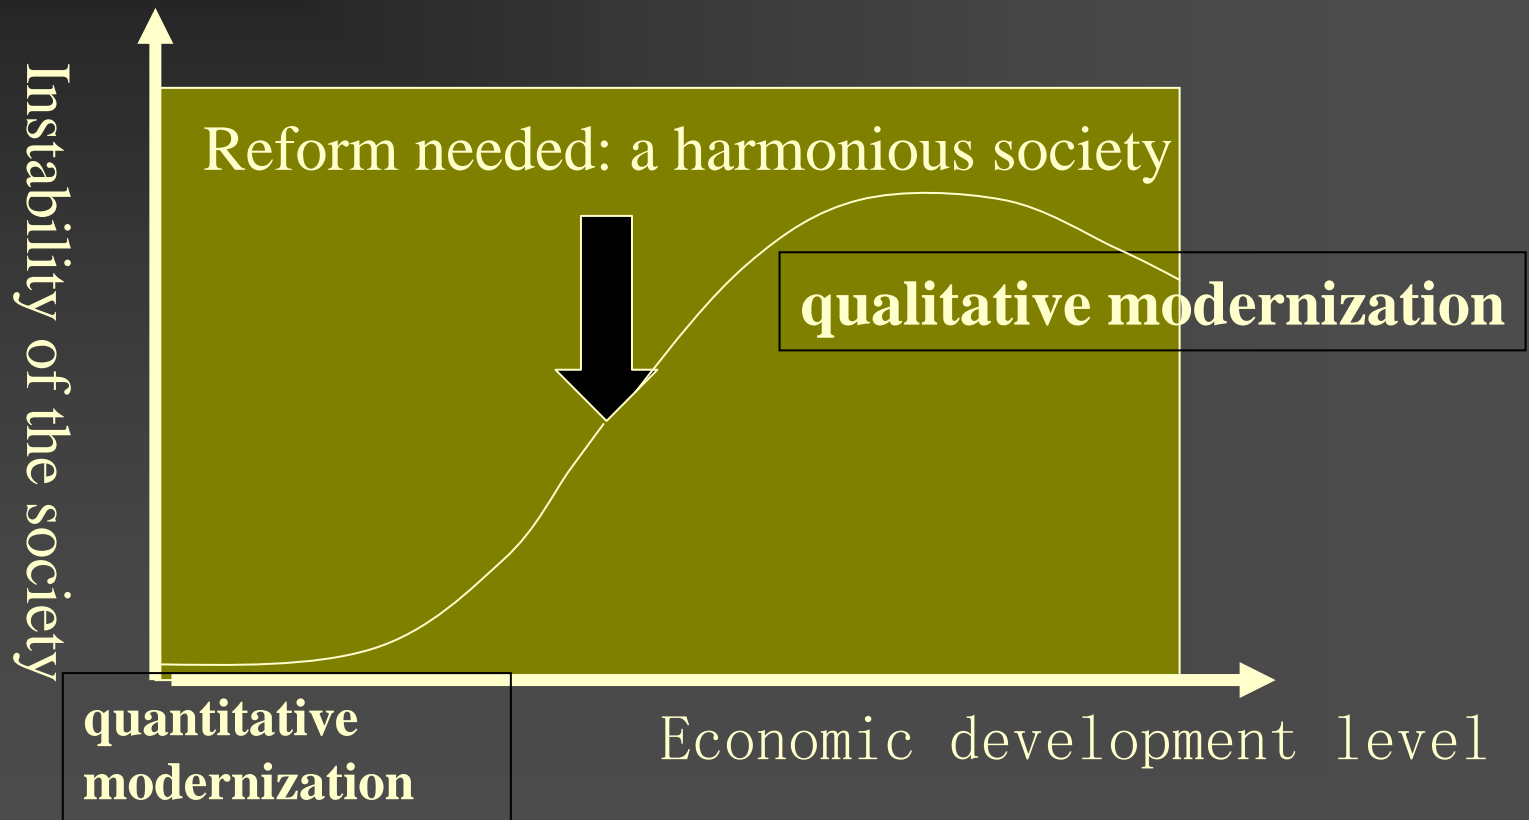 Instability of the society
Reform needed: a harmonious society
qualitative modernization
quantitative
modernization
Economic development level